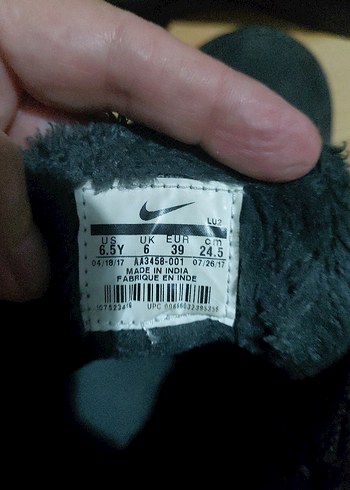 LU2
US UK EUR cm
6.5Y 6 39 24.5
04/18/17 AA3458-001 07/26/17
MADE IN INDIA
FABRIQUE EN INDE
UPC